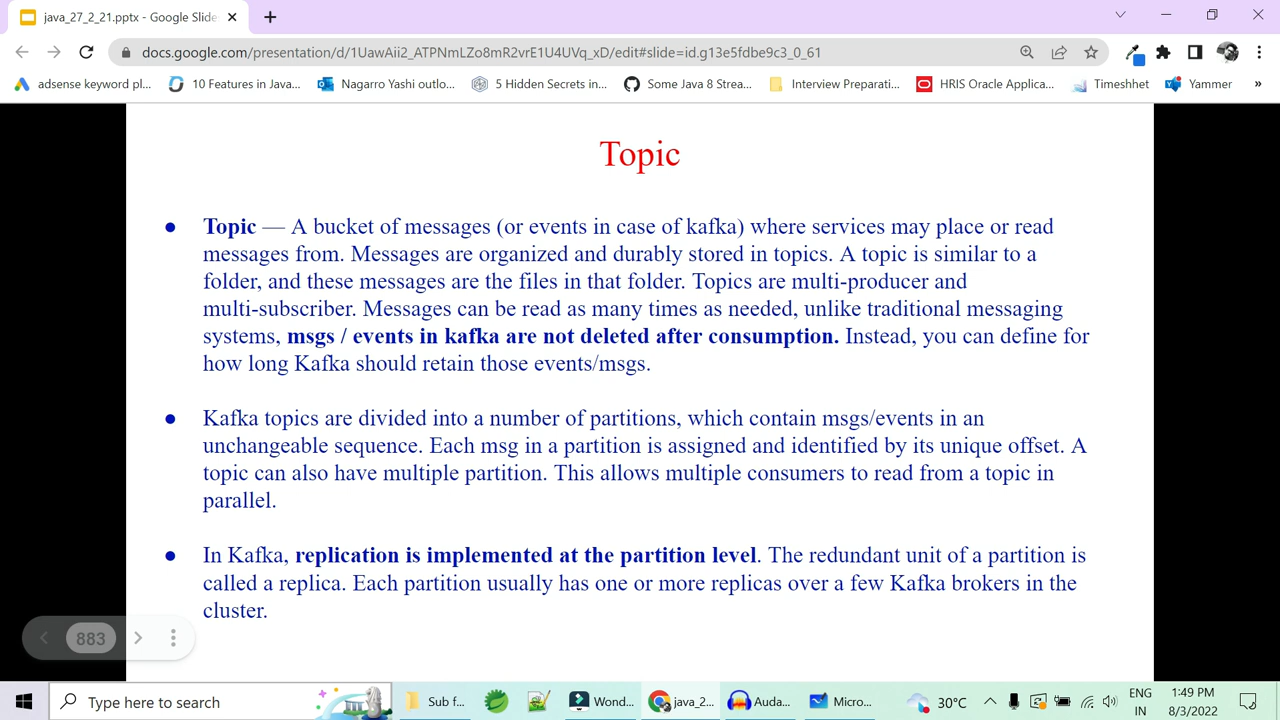 java_27_2_21.pptx - Google Slide
docs.google.com/presentation/d/1UawAii2_ATPNmLZo8mR2vrE1U4UVq_xD/edit#slide=id.g13e5fdbe9c3_0_61
adsense keyword pl... 10 Features in Java... Nagarro Yashi outlo... 5 Hidden Secrets in... Some Java 8 Strea... Interview Preparati... HRIS Oracle Applica... Timeshhet Yammer »
Topic
● Topic — A bucket of messages (or events in case of kafka) where services may place or read
messages from. Messages are organized and durably stored in topics. A topic is similar to a
folder, and these messages are the files in that folder. Topics are multi-producer and
multi-subscriber. Messages can be read as many times as needed, unlike traditional messaging
systems, msgs / events in kafka are not deleted after consumption. Instead, you can define for
how long Kafka should retain those events/msgs.
● Kafka topics are divided into a number of partitions, which contain msgs/events in an
unchangeable sequence. Each msg in a partition is assigned and identified by its unique offset. A
topic can also have multiple partition. This allows multiple consumers to read from a topic in
parallel.
● In Kafka, replication is implemented at the partition level. The redundant unit of a partition is
called a replica. Each partition usually has one or more replicas over a few Kafka brokers in the
cluster.
883
Type here to search Sub f... Wond... java_2... Auda... Micro... 30°C ENG 1:49 PM
IN 8/3/2022